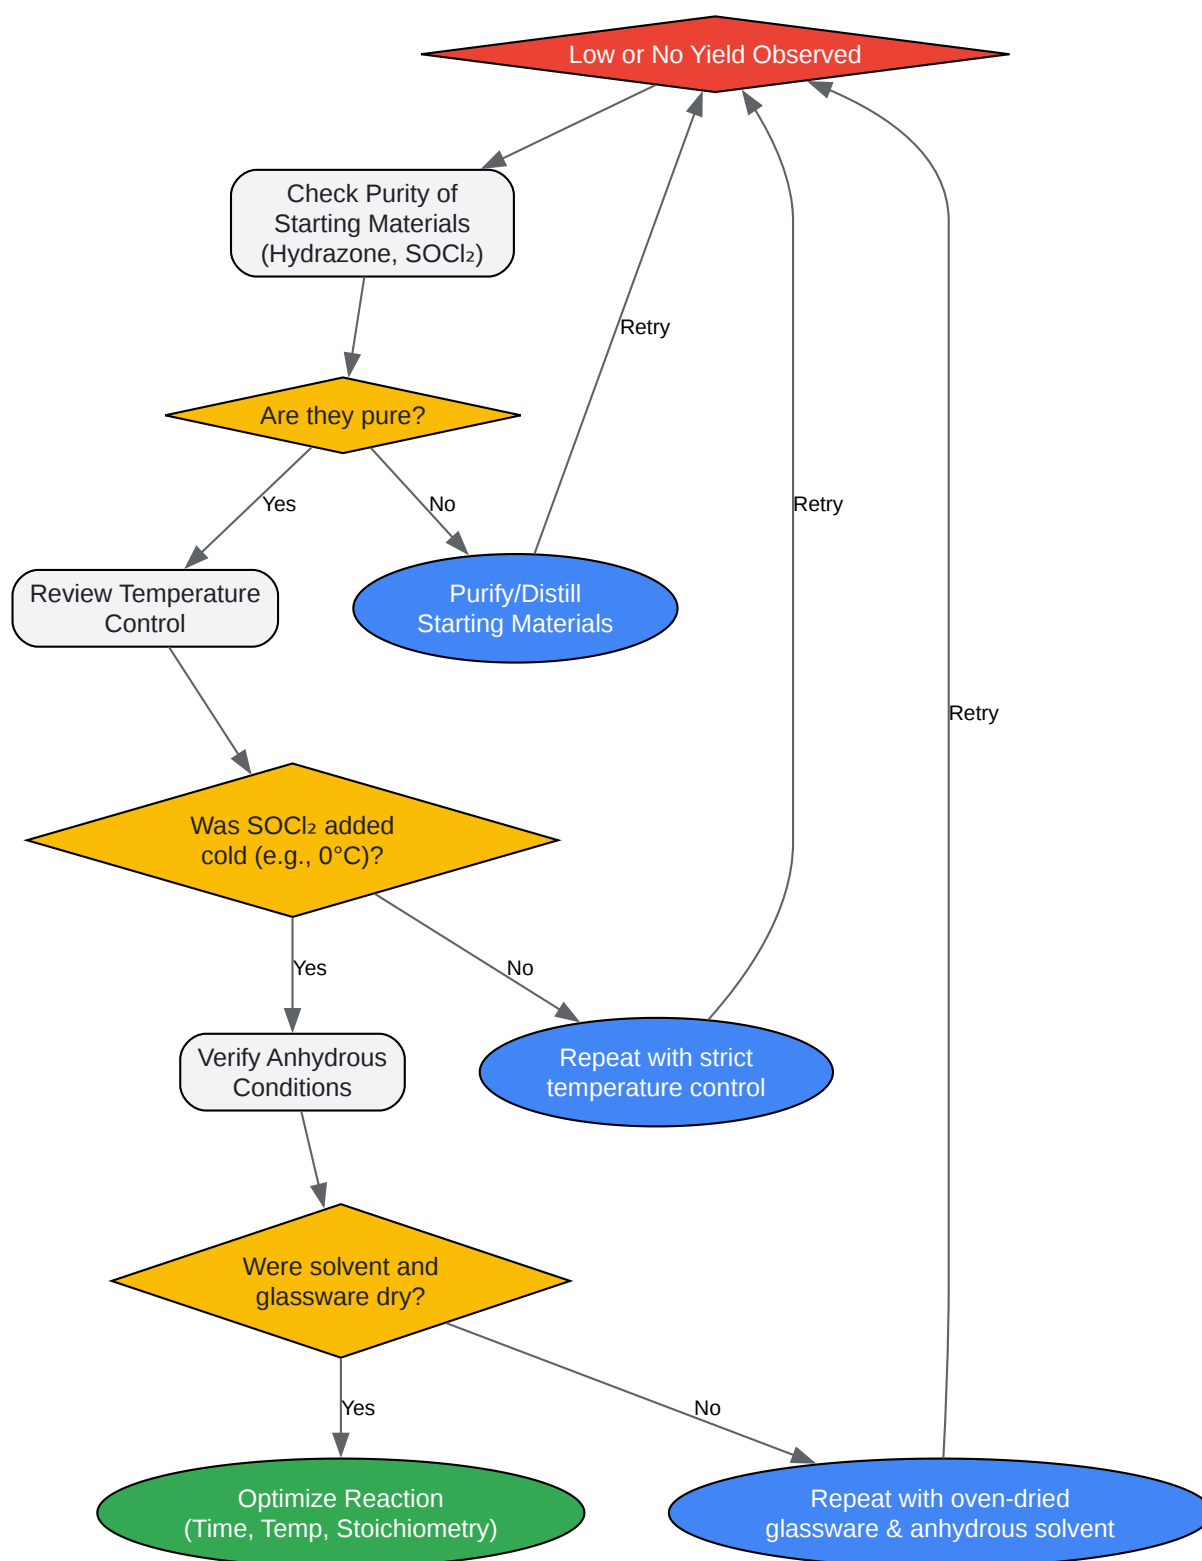 Low or No Yield Observed
Check Purity of
Starting Materials
(Hydrazone, SOCl₂)
Retry
Are they pure?
Yes
No
Retry
Review Temperature
Control
Purify/Distill
Starting Materials
Retry
Was SOCl₂ added
cold (e.g., 0°C)?
Yes
No
Verify Anhydrous
Conditions
Repeat with strict
temperature control
Were solvent and
glassware dry?
Yes
No
Optimize Reaction
(Time, Temp, Stoichiometry)
Repeat with oven-dried
glassware & anhydrous solvent